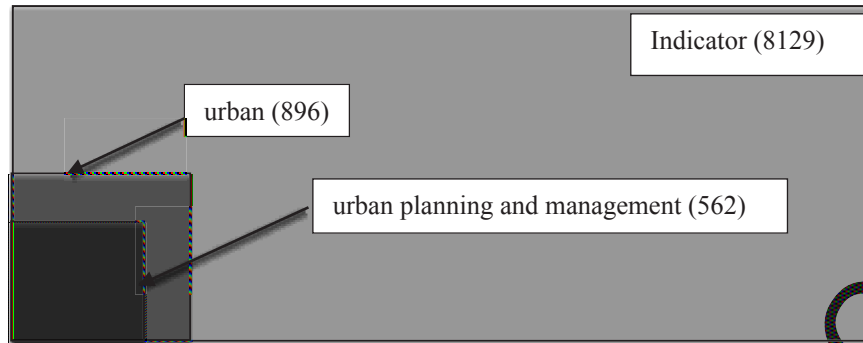 Indicator (8129)
urban (896)
urban planning and management (562)